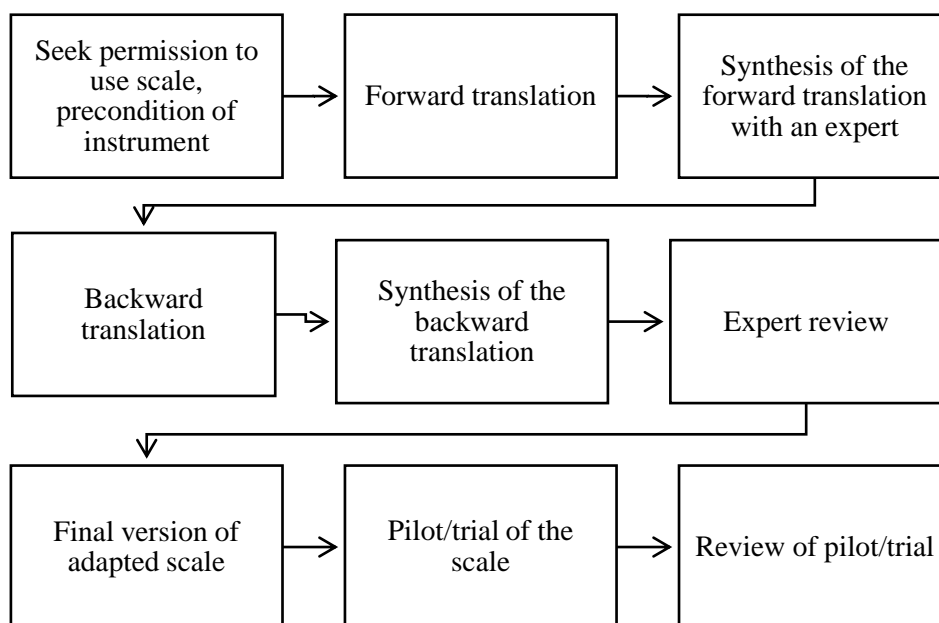 Seek permission to
use scale,
precondition of
instrument
Forward translation
Synthesis of the
forward translation
with an expert
Backward
translation
Synthesis of the
backward
translation
Expert review
Final version of
adapted scale
Pilot/trial of the
scale
Review of pilot/trial